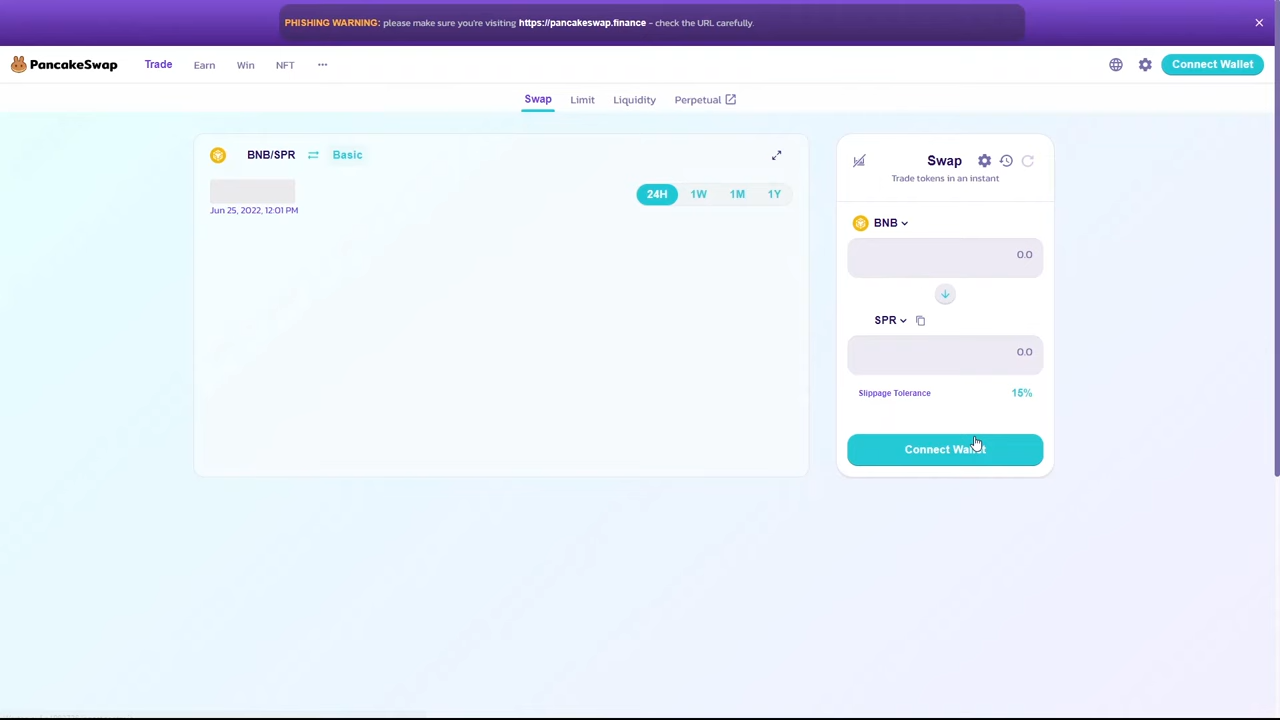 PHISHING WARNING: please make sure you're visiting https://pancakeswap.finance - check the URL carefully.
PancakeSwap Trade Earn Win NFT ··· Connect Wallet
Swap Limit Liquidity Perpetual
BNB/SPR Basic
Jun 25, 2022, 12:01 PM
24H 1W 1M 1Y
Swap
Trade tokens in an instant
BNB
0.0
SPR
0.0
Slippage Tolerance 15%
Connect Wallet